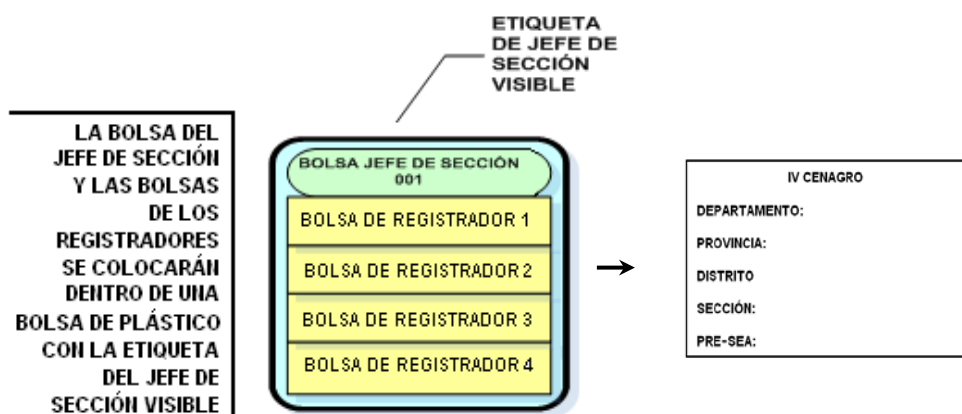 ETIQUETA
DE JEFE DE
SECCIÓN
VISIBLE
LA BOLSA DEL
JEFE DE SECCIÓN
Y LAS BOLSAS
DE LOS
REGISTRADORES
SE COLOCARÁN
DENTRO DE UNA
BOLSA DE PLÁSTICO
CON LA ETIQUETA
DEL JEFE DE
SECCIÓN VISIBLE
BOLSA JEFE DE SECCIÓN
001
BOLSA DE REGISTRADOR 1
BOLSA DE REGISTRADOR 2
BOLSA DE REGISTRADOR 3
BOLSA DE REGISTRADOR 4
IV CENAGRO
DEPARTAMENTO:
PROVINCIA:
DISTRITO
SECCIÓN:
PRE-SEA: